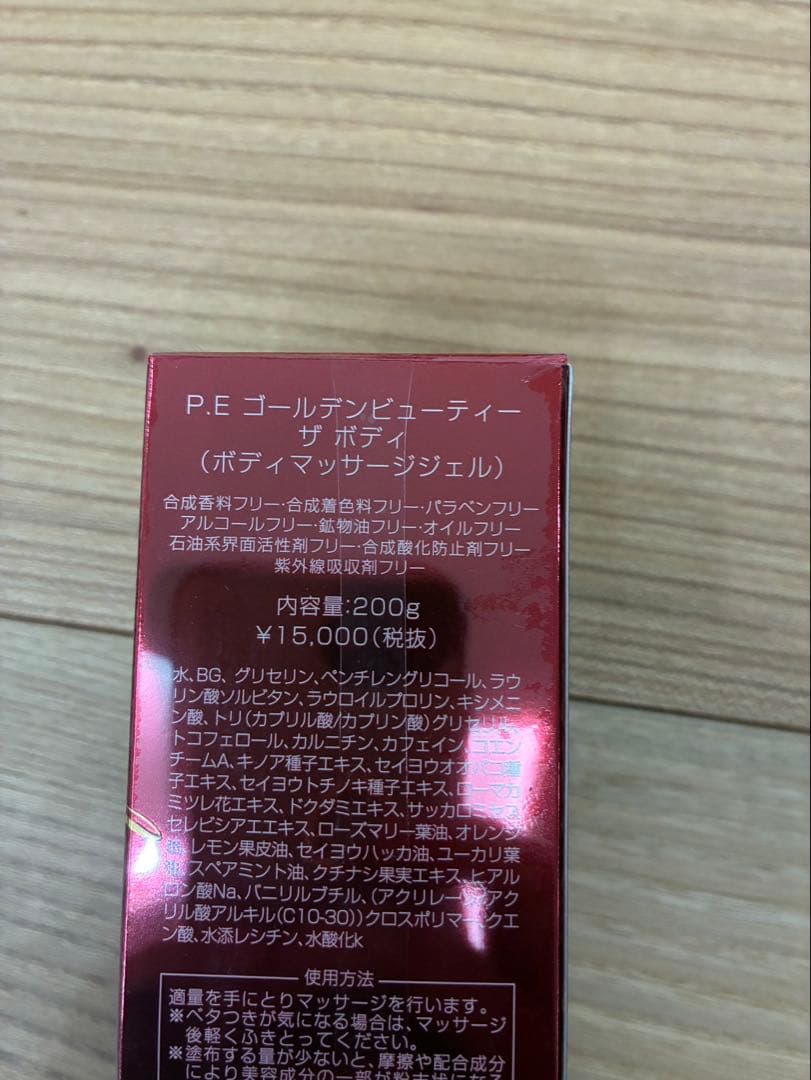 P.E ゴールデンビューティー
ザ ボディ
（ボディマッサージジェル）
合成香料フリー・合成着色料フリー・パラベンフリー
アルコールフリー・鉱物油フリー・オイルフリー
石油系界面活性剤フリー・合成酸化防止剤フリー
紫外線吸収剤フリー
内容量:200g
¥15,000(税抜)
水、BG、グリセリン、ペンチレングリコール、ラウ
リン酸ソルビタン、ラウロイルプロリン、キシメニ
ン酸、トリ(カプリル酸/カプリン酸)グリセリル、
トコフェロール、カルニチン、カフェイン、コエン
チームA、キノア種子エキス、セイヨウオオバコ種
子エキス、セイヨウトチノキ種子エキス、ローマカ
ミツレ花エキス、ドクダミエキス、サッカロミセス
セレビシアエエキス、ローズマリー葉油、オレンジ
油、レモン果皮油、セイヨウハッカ油、ユーカリ葉
油、スペアミント油、クチナシ果実エキス、ヒアル
ロン酸Na、バニリルブチル、(アクリレーツ/アク
リル酸アルキル(C10-30))クロスポリマー、クエ
ン酸、水添レシチン、水酸化k
使用方法
適量を手にとりマッサージを行います。
※ベタつきが気になる場合は、マッサージ
後軽くふきとってください。
※塗布する量が少ないと、摩擦や配合成分
により美容成分の一部が粉末状になる